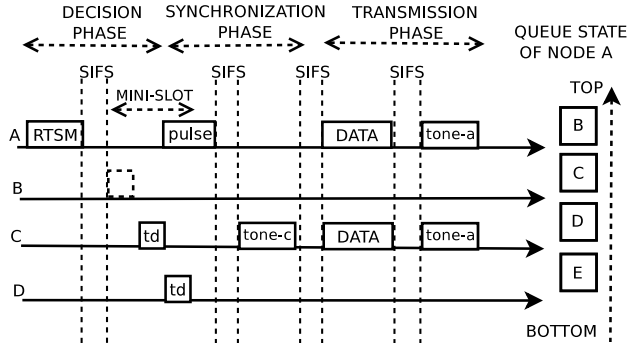 DECISION PHASE
SYNCHRONIZATION PHASE
TRANSMISSION PHASE
QUEUE STATE OF NODE A
SIFS
SIFS
SIFS
SIFS
MINI-SLOT
TOP
A
RTSM
pulse
DATA
tone-a
B
B
C
C
td
tone-c
DATA
tone-a
D
D
td
E
BOTTOM